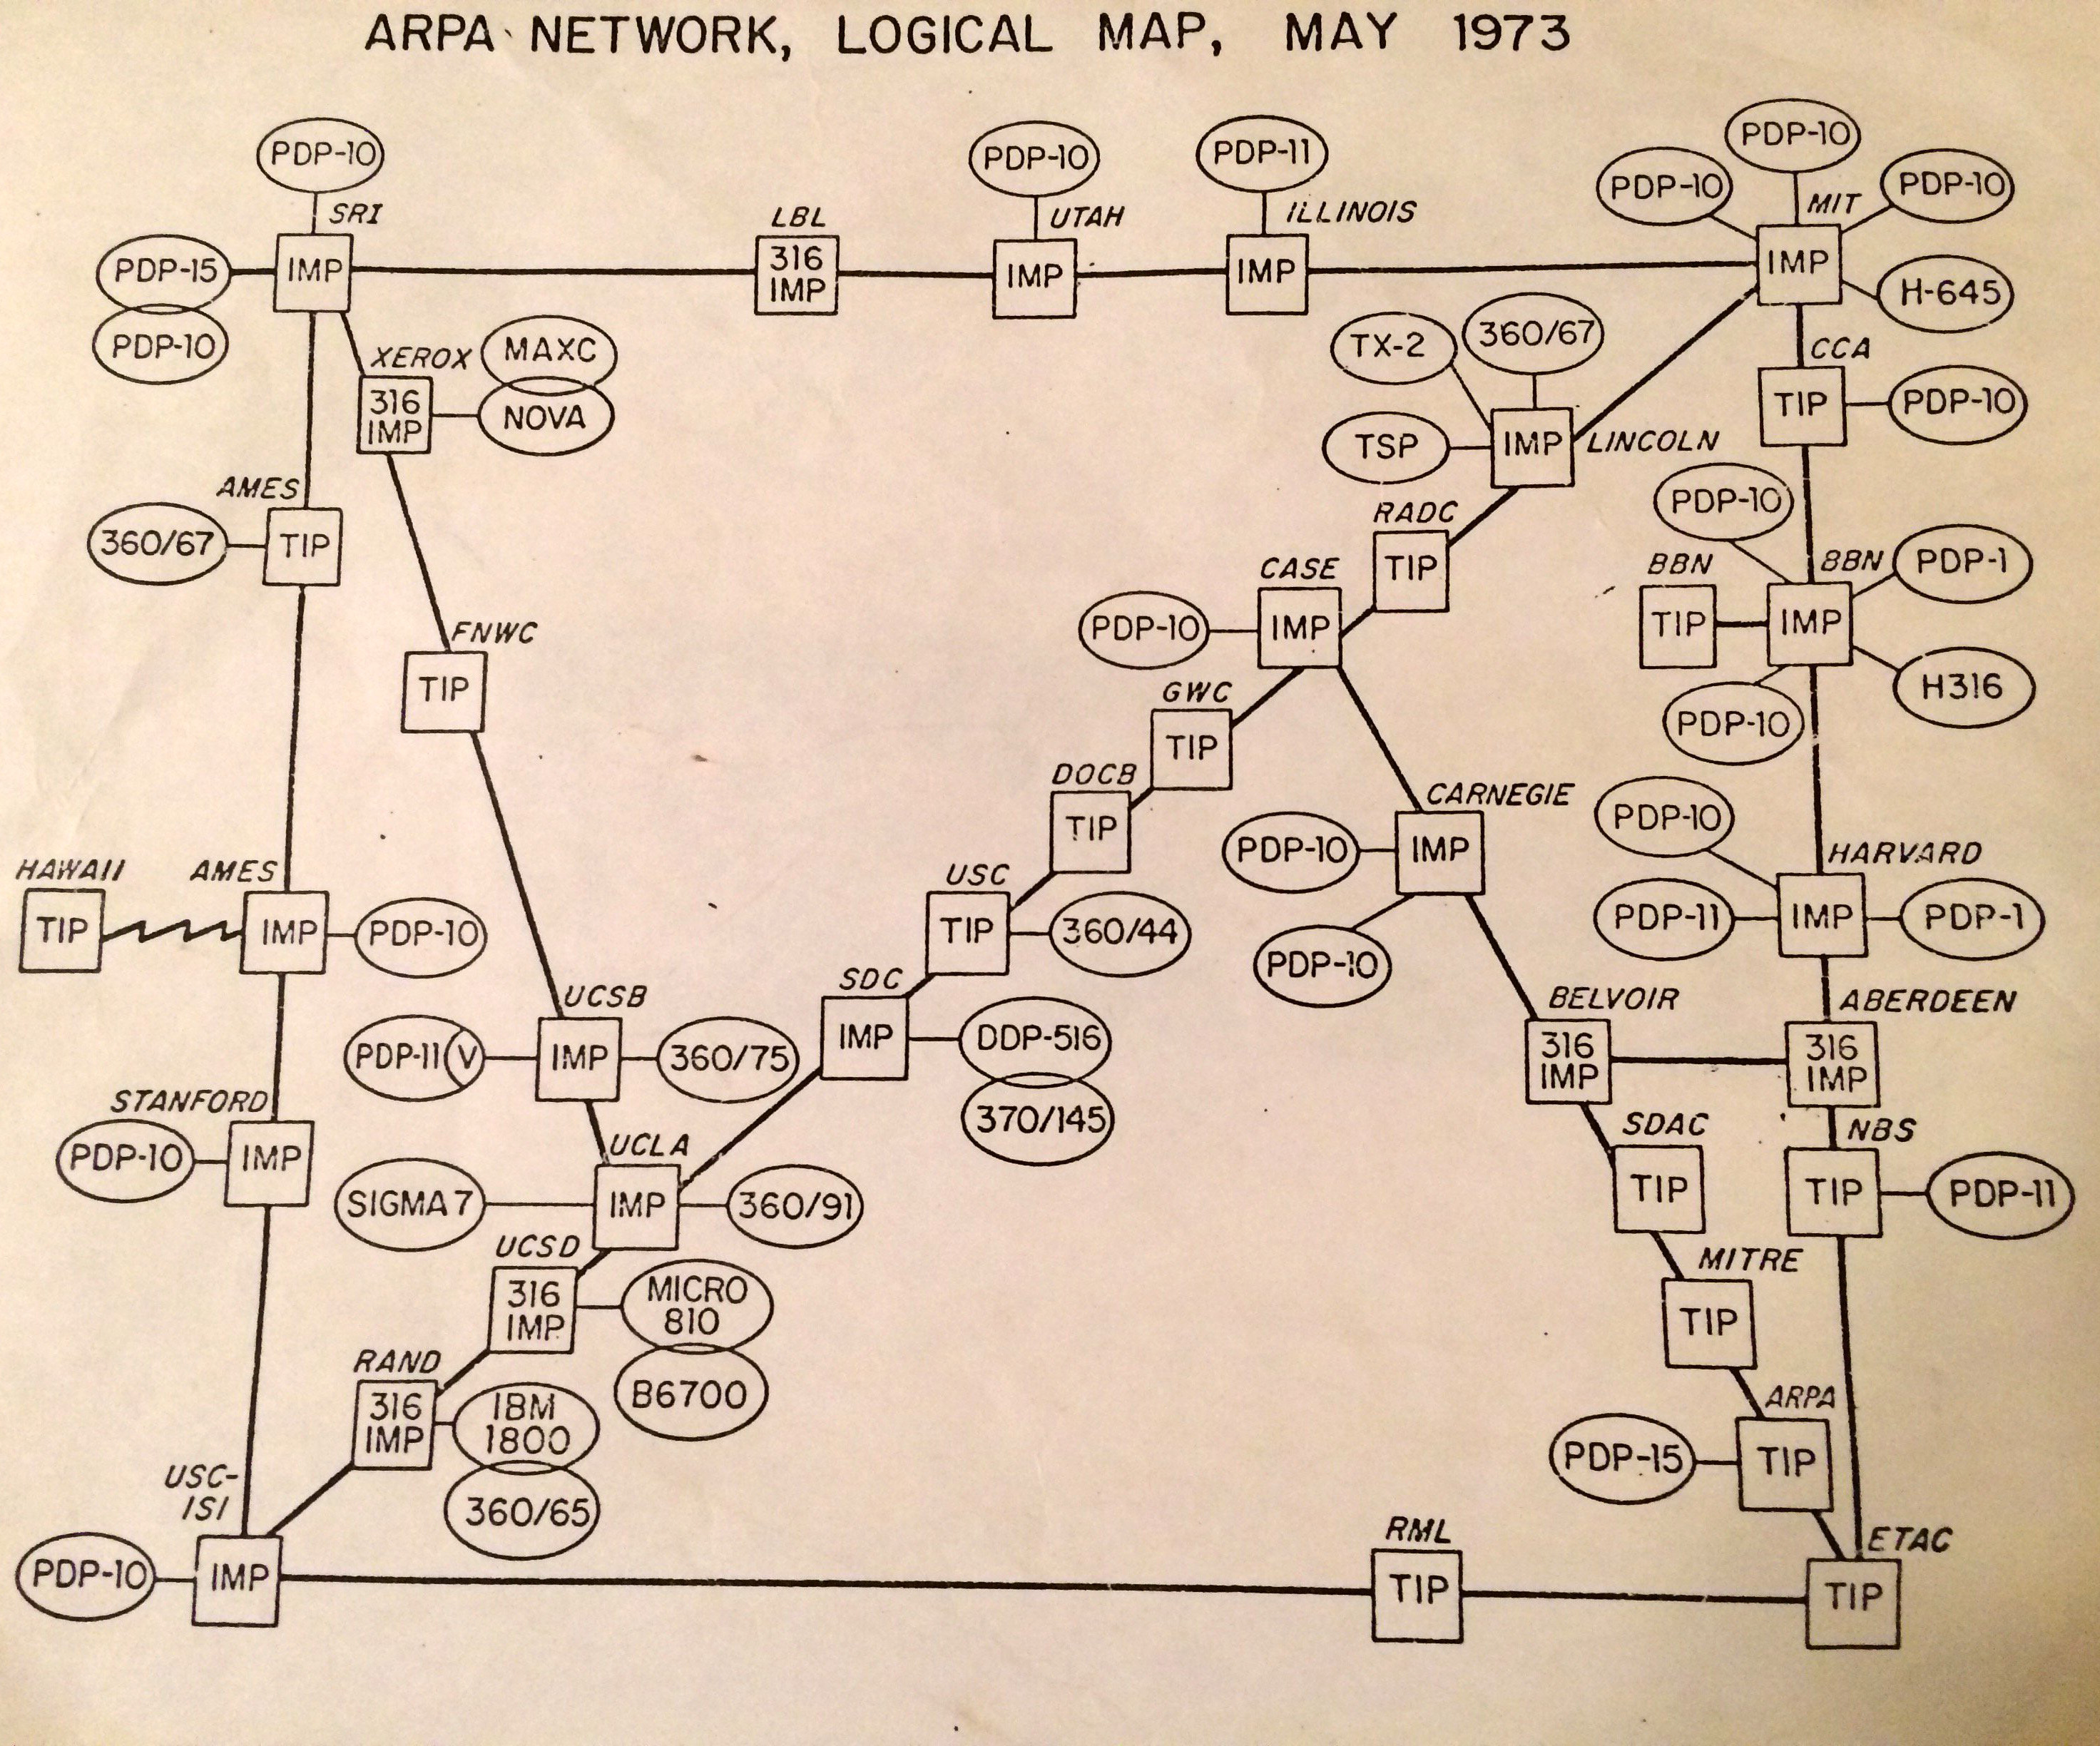 ARPA NETWORK, LOGICAL MAP, MAY 1973
PDP-10
SRI
PDP-15
IMP
PDP-10
LBL
316
IMP
PDP-10
UTAH
IMP
PDP-11
ILLINOIS
IMP
PDP-10
PDP-10
PDP-10
MIT
IMP
H-645
XEROX
316
IMP
MAXC
NOVA
TX-2
360/67
TSP
IMP
LINCOLN
CCA
TIP
PDP-10
AMES
360/67
TIP
RADC
TIP
CASE
PDP-10
IMP
PDP-10
BBN
TIP
BBN
IMP
PDP-1
H316
PDP-10
FNWC
TIP
GWC
TIP
DOCB
TIP
CARNEGIE
PDP-10
IMP
PDP-10
PDP-10
HARVARD
PDP-11
IMP
PDP-1
HAWAII
TIP
AMES
IMP
PDP-10
USC
TIP
360/44
SDC
IMP
DDP-516
370/145
UCSB
PDP-11 V
IMP
360/75
BELVOIR
316
IMP
ABERDEEN
316
IMP
STANFORD
PDP-10
IMP
UCLA
SIGMA 7
IMP
360/91
SDAC
TIP
NBS
TIP
PDP-11
UCSD
316
IMP
MICRO
810
B6700
MITRE
TIP
RAND
316
IMP
IBM
1800
360/65
ARPA
PDP-15
TIP
USC-
ISI
PDP-10
IMP
RML
TIP
ETAC
TIP